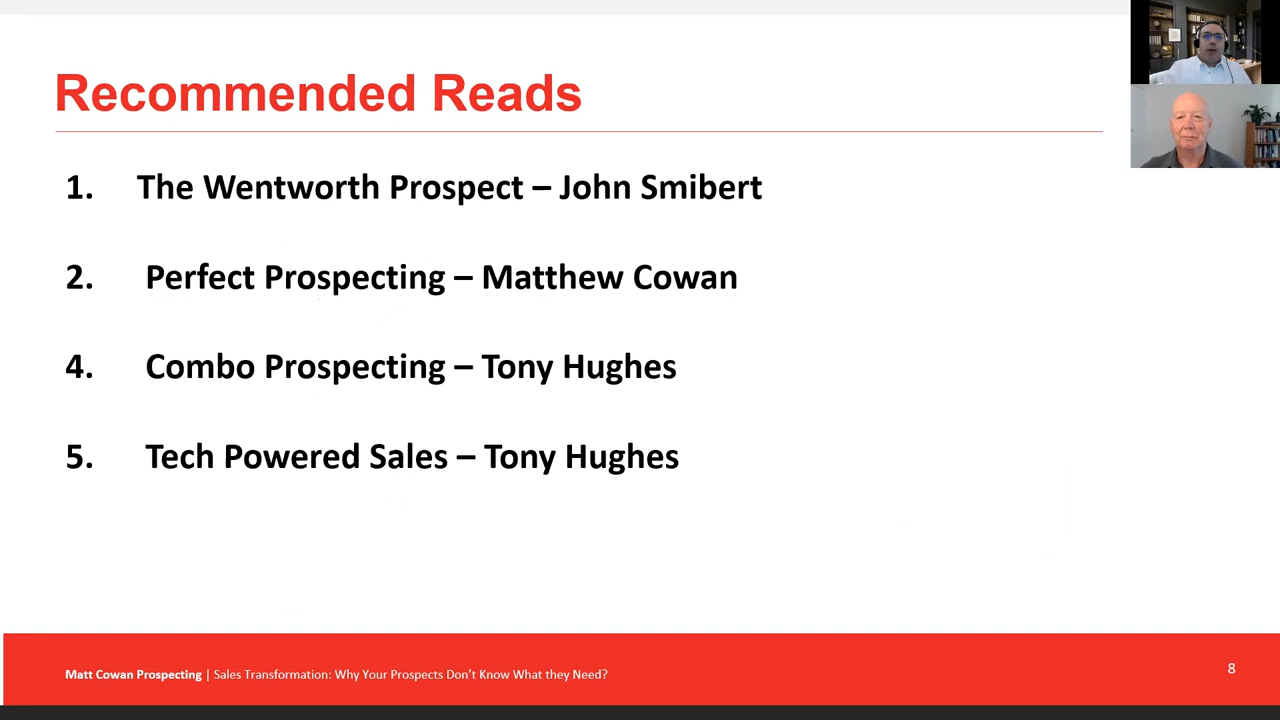 Recommended Reads
1. The Wentworth Prospect – John Smibert
2. Perfect Prospecting – Matthew Cowan
4. Combo Prospecting – Tony Hughes
5. Tech Powered Sales – Tony Hughes
Matt Cowan Prospecting | Sales Transformation: Why Your Prospects Don’t Know What they Need?
8